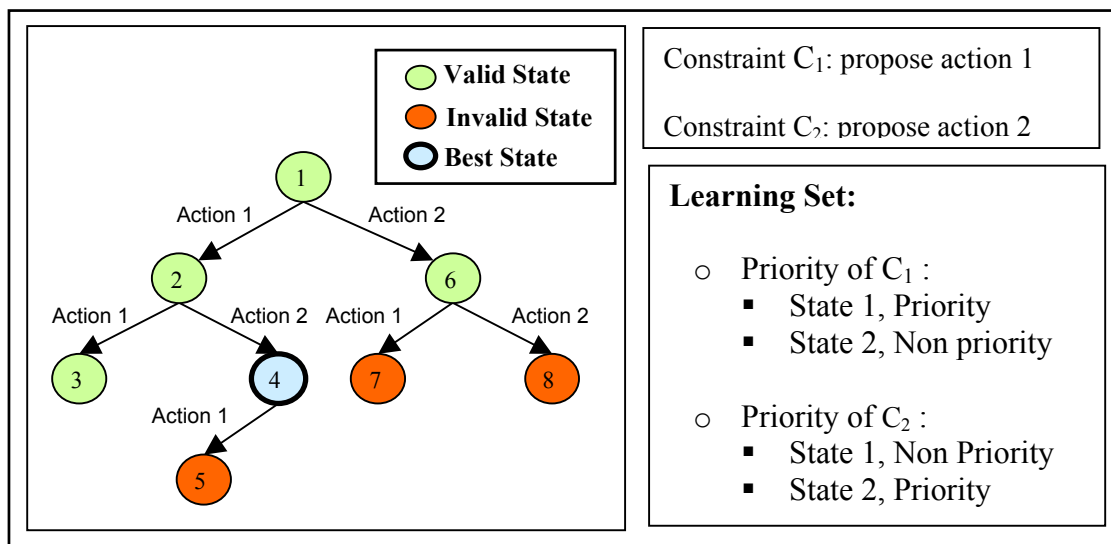 Valid State
Invalid State
Best State
1
Action 1
Action 2
2
6
Action 1
Action 2
Action 1
Action 2
3
4
7
8
Action 1
5
Constraint C₁: propose action 1
Constraint C₂: propose action 2
Learning Set:
o Priority of C₁ :
▪ State 1, Priority
▪ State 2, Non priority
o Priority of C₂ :
▪ State 1, Non Priority
▪ State 2, Priority